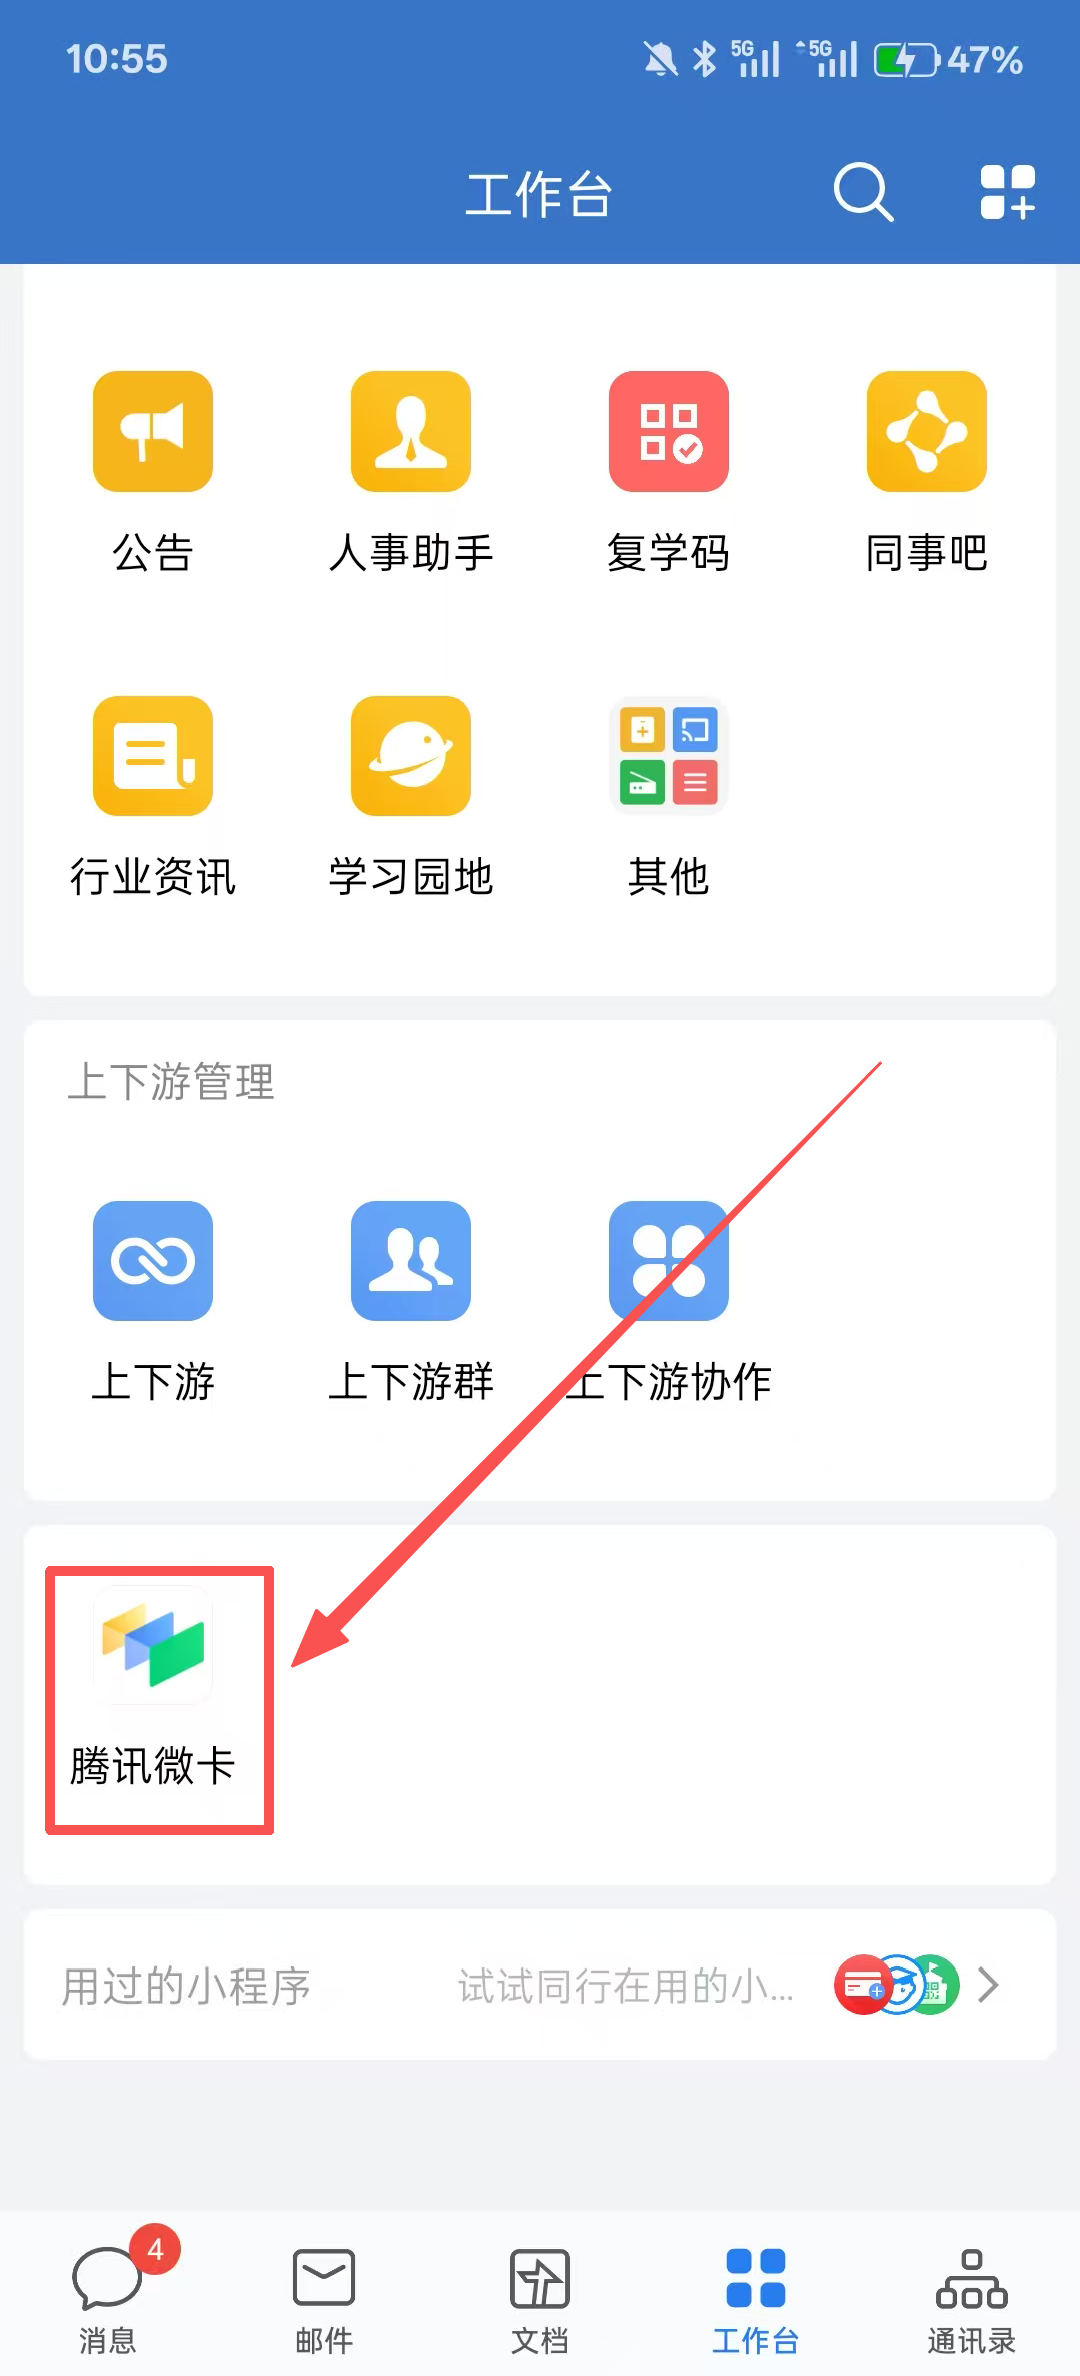 10:55
5G 5G 47%
工作台
公告 人事助手 复学码 同事吧
行业资讯 学习园地 其他
上下游管理
上下游 上下游群 上下游协作
腾讯微卡
用过的小程序 试试同行在用的小...
4
消息 邮件 文档 工作台 通讯录